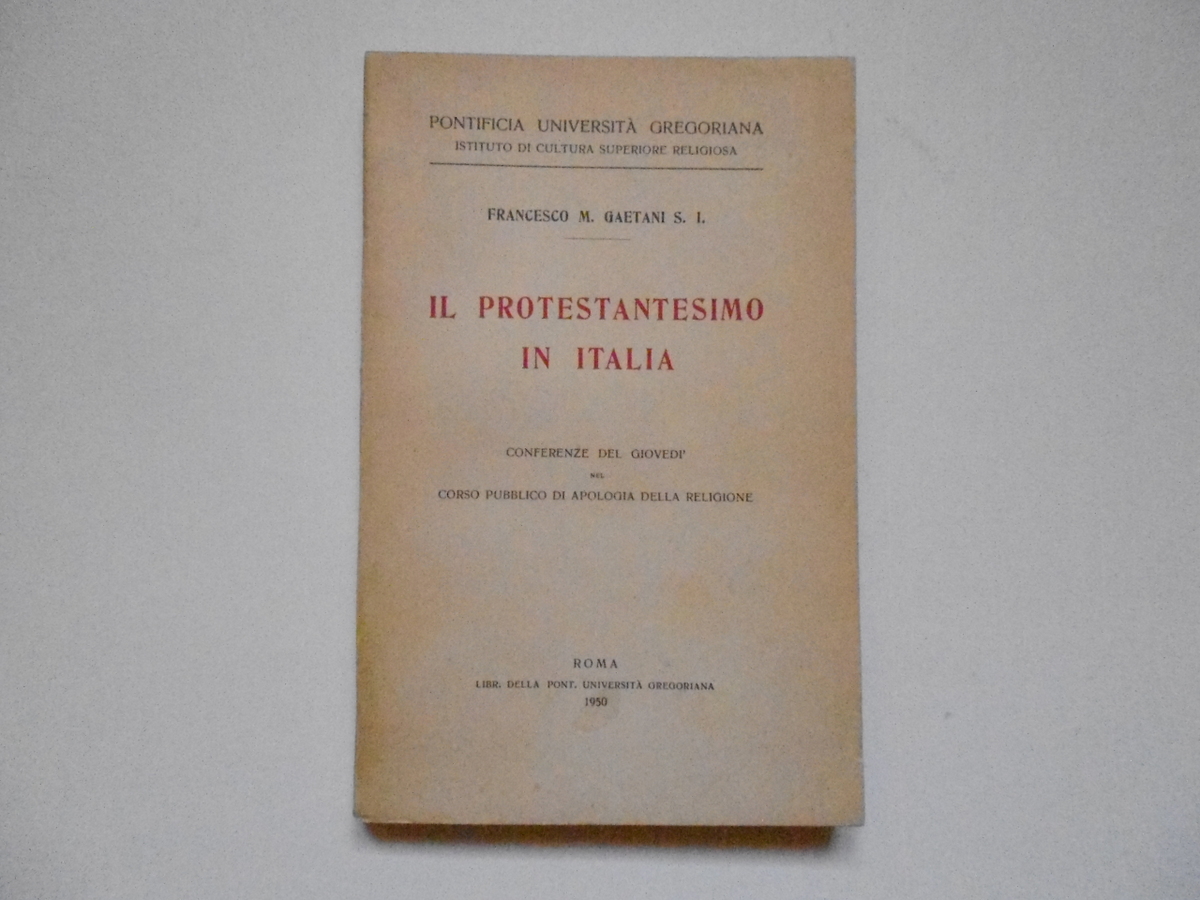 PONTIFICIA UNIVERSITÀ GREGORIANA
ISTITUTO DI CULTURA SUPERIORE RELIGIOSA
FRANCESCO M. GAETANI S. I.
IL PROTESTANTESIMO
IN ITALIA
CONFERENZE DEL GIOVEDI'
NEL
CORSO PUBBLICO DI APOLOGIA DELLA RELIGIONE
ROMA
LIBR. DELLA PONT. UNIVERSITÀ GREGORIANA
1950